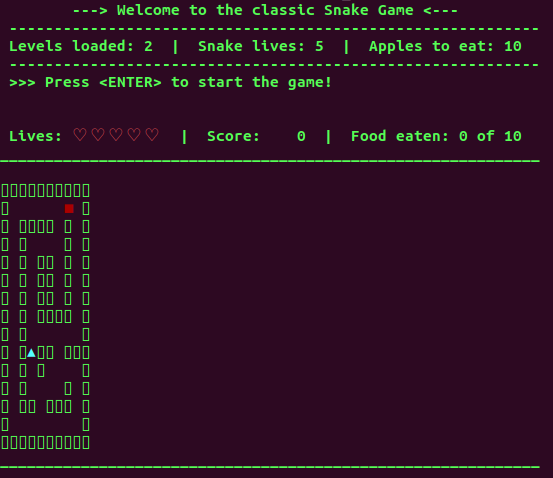 ---> Welcome to the classic Snake Game <---
Levels loaded: 2 | Snake lives: 5 | Apples to eat: 10
>>> Press <ENTER> to start the game!
Lives: ♡ ♡ ♡ ♡ ♡ | Score: 0 | Food eaten: 0 of 10